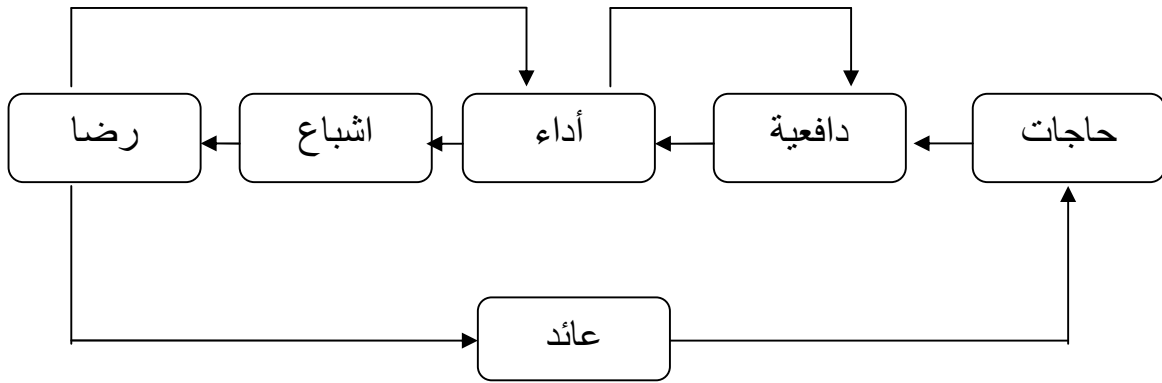 حاجات
دافعية
أداء
اشباع
رضا
عائد